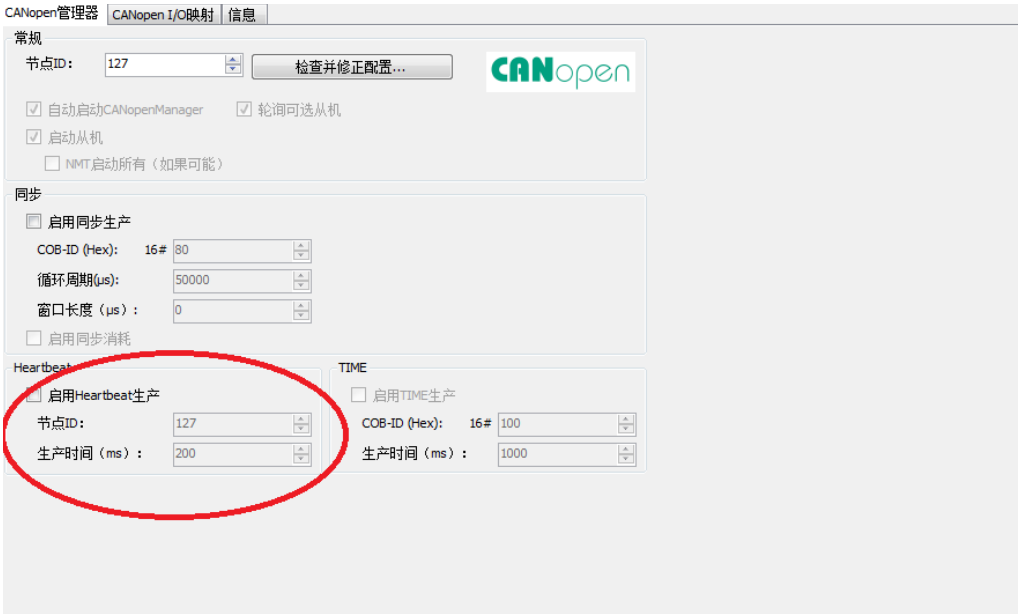 CANopen管理器 CANopen I/O映射 信息
常规
节点ID: 127 检查并修正配置... CANopen
自动启动CANopenManager 轮询可选从机
启动从机
NMT启动所有（如果可能）
同步
启用同步生产
COB-ID (Hex): 16# 80
循环周期(μs): 50000
窗口长度（μs）: 0
启用同步消耗
Heartbeat TIME
启用Heartbeat生产 启用TIME生产
节点ID: 127 COB-ID (Hex): 16# 100
生产时间（ms）: 200 生产时间（ms）: 1000